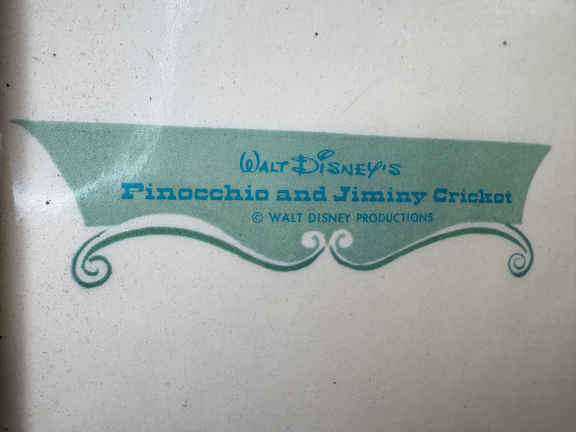 WALT DISNEY'S
Pinocchio and Jiminy Cricket
© WALT DISNEY PRODUCTIONS